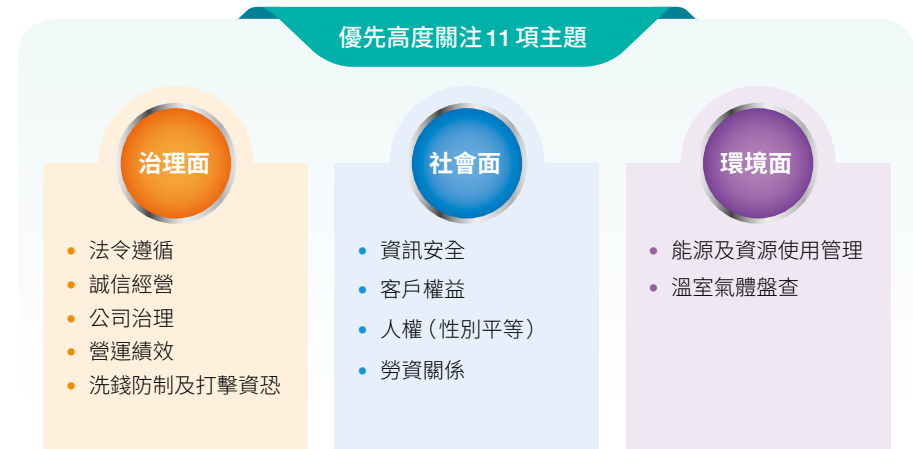 優先高度關注11項主題
治理面
• 法令遵循
• 誠信經營
• 公司治理
• 營運績效
• 洗錢防制及打擊資恐
社會面
• 資訊安全
• 客戶權益
• 人權(性別平等)
• 勞資關係
環境面
• 能源及資源使用管理
• 溫室氣體盤查